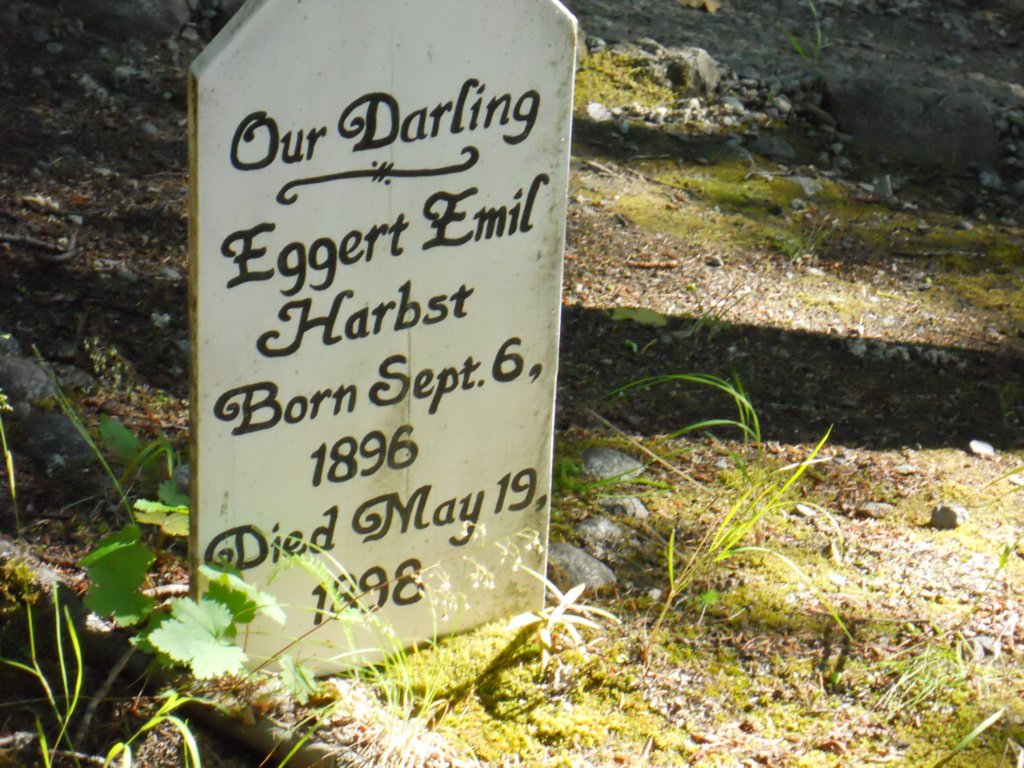 Our Darling
Eggert Emil
Harbst
Born Sept. 6,
1896
Died May 19,
1898